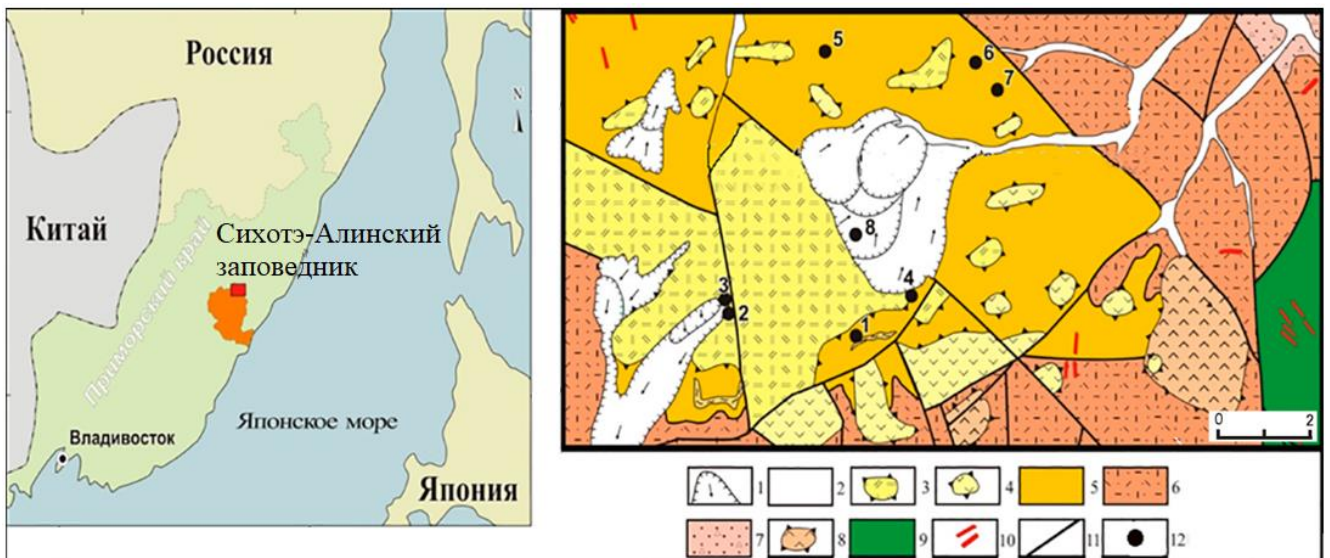 Россия
N
Китай
Приморский край
Сихотэ-Алинский
заповедник
Японское море
Владивосток
Япония
5
6
7
8
3
2
4
1
0 2
1 2 3 4 5 6
7 8 9 10 11 12